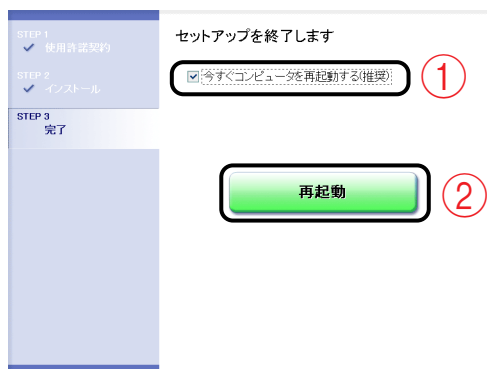 STEP 1
使用許諾契約
STEP 2
インストール
STEP 3
完了
セットアップを終了します
今すぐコンピュータを再起動する(推奨)
①
再起動
②